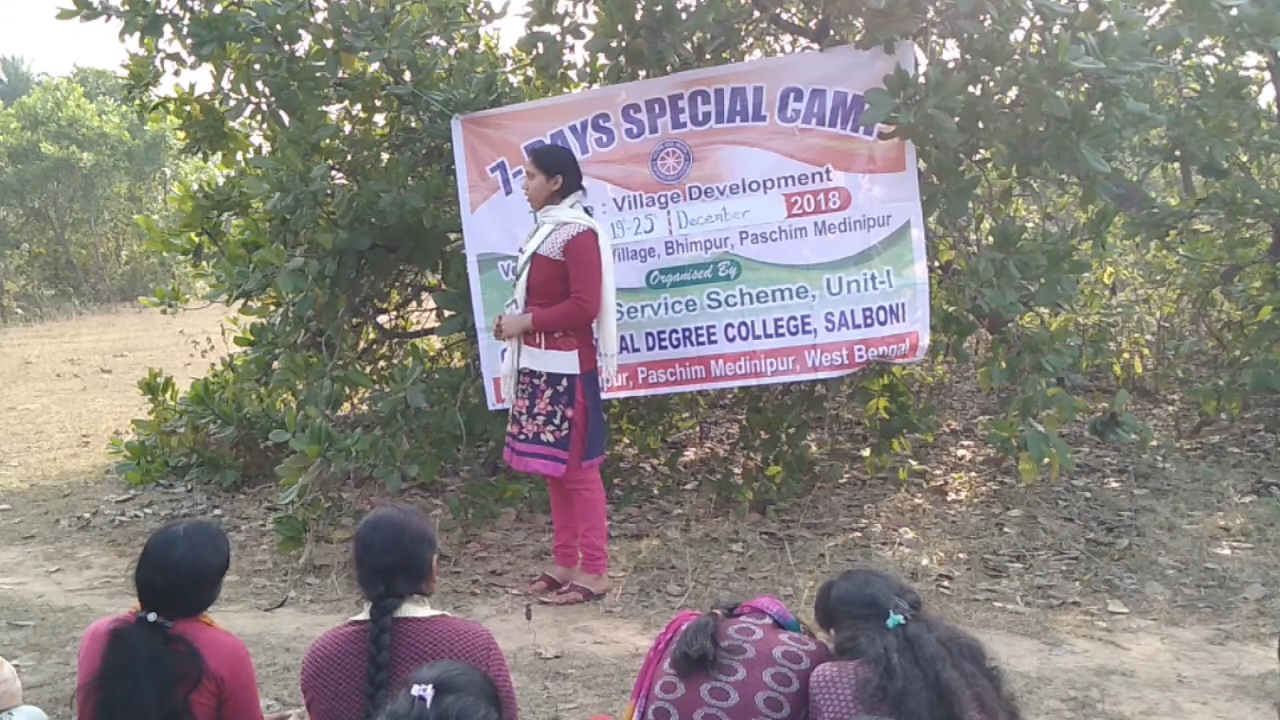 7-DAYS SPECIAL CAMP
: Village Development
19-25 December 2018
Village, Bhimpur, Paschim Medinipur
Organised By
Service Scheme, Unit-I
DEGREE COLLEGE, SALBONI
Paschim Medinipur, West Bengal